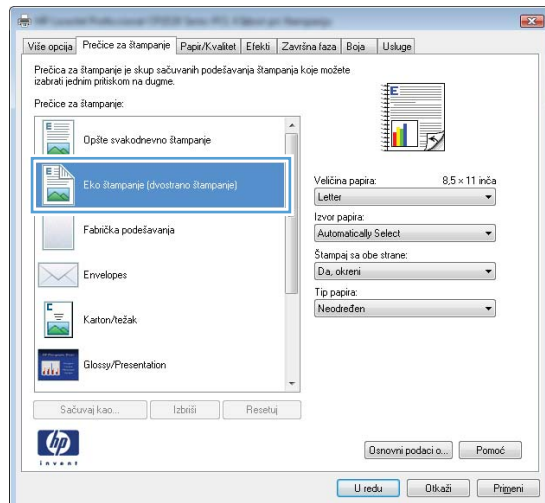 Više opcija Prečice za štampanje Papir/Kvalitet Efekti Završna faza Boja Usluge
Prečica za štampanje je skup sačuvanih podešavanja štampanja koje možete
izabrati jednim pritiskom na dugme.
Prečice za štampanje:
Opšte svakodnevno štampanje
Eko štampanje (dvostrano štampanje)
Fabrička podešavanja
Envelopes
Karton/težak
Glossy/Presentation
Sačuvaj kao... Izbriši Resetuj
Veličina papira: 8,5 × 11 inča
Letter
Izvor papira:
Automatically Select
Štampaj sa obe strane:
Da, okreni
Tip papira:
Neodređen
hp
invent
Osnovni podaci o... Pomoć
U redu Otkaži Primeni